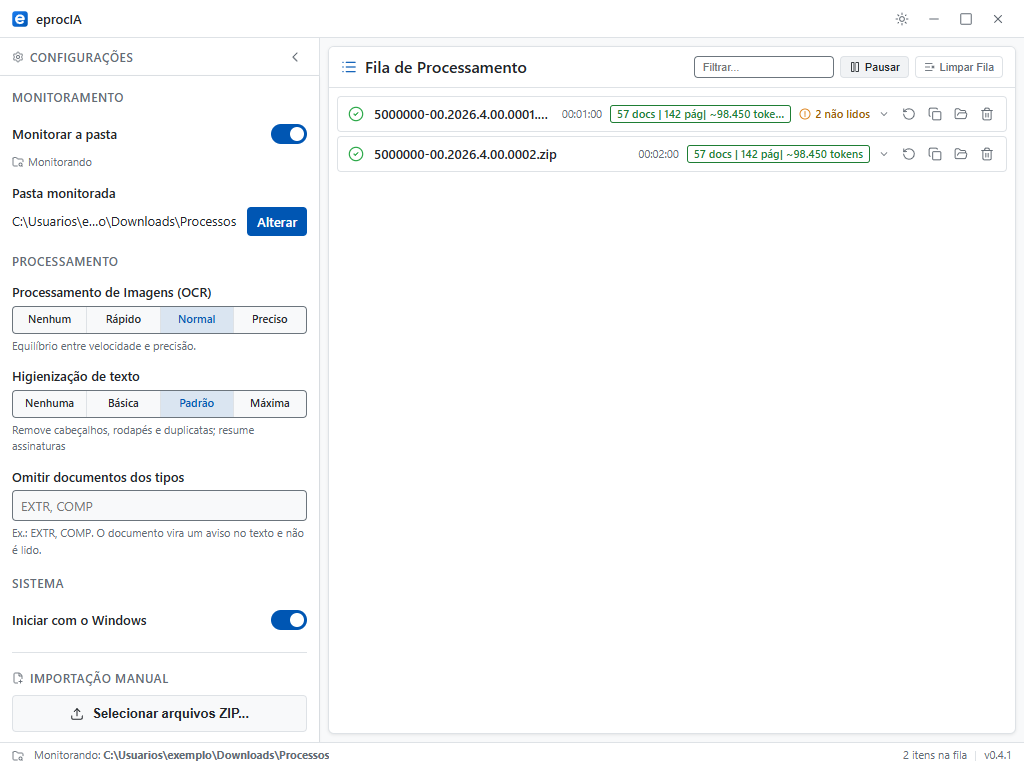 eprocIA
CONFIGURAÇÕES
MONITORAMENTO
Monitorar a pasta
Monitorando
Pasta monitorada
C:\Usuarios\e...o\Downloads\Processos
Alterar
PROCESSAMENTO
Processamento de Imagens (OCR)
Nenhum Rápido Normal Preciso
Equilíbrio entre velocidade e precisão.
Higienização de texto
Nenhuma Básica Padrão Máxima
Remove cabeçalhos, rodapés e duplicatas; resume
assinaturas
Omitir documentos dos tipos
EXTR, COMP
Ex.: EXTR, COMP. O documento vira um aviso no texto e não
é lido.
SISTEMA
Iniciar com o Windows
IMPORTAÇÃO MANUAL
Selecionar arquivos ZIP...
Fila de Processamento
Filtrar...
Pausar
Limpar Fila
5000000-00.2026.4.00.0001.... 00:01:00 57 docs | 142 pág| ~98.450 toke... 2 não lidos
5000000-00.2026.4.00.0002.zip 00:02:00 57 docs | 142 pág| ~98.450 tokens
Monitorando: C:\Usuarios\exemplo\Downloads\Processos
2 itens na fila
v0.4.1